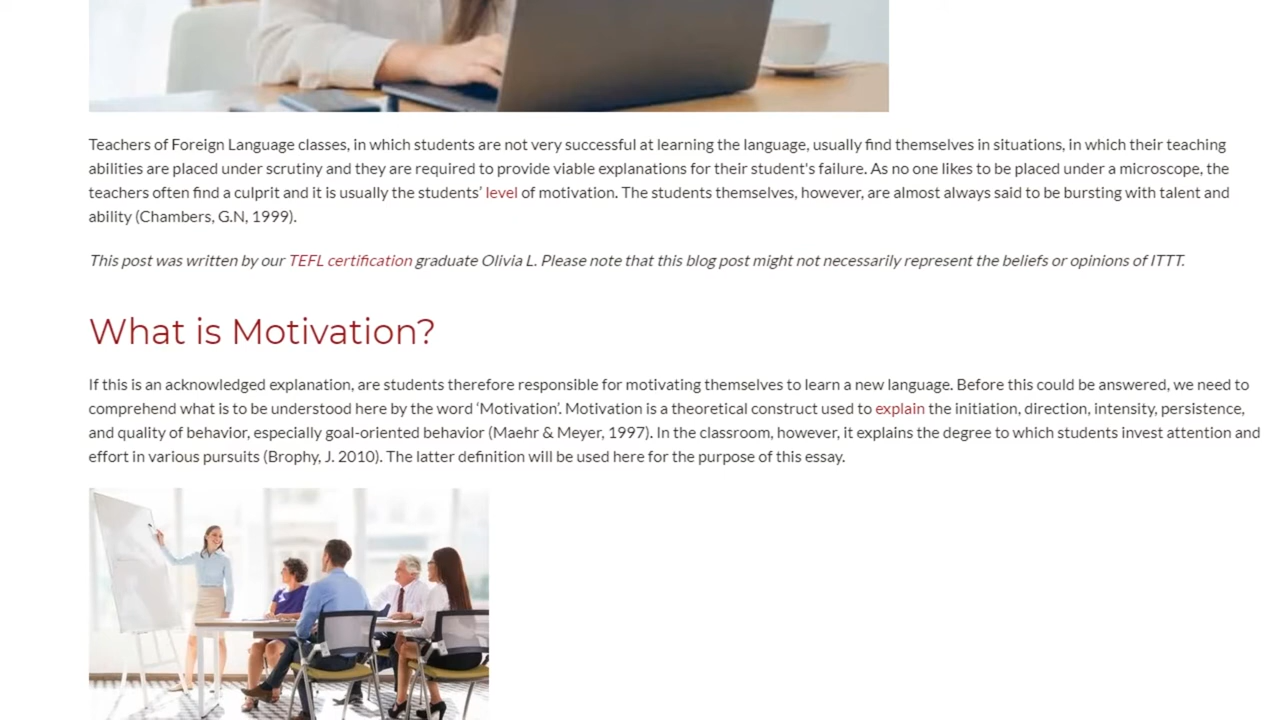 Teachers of Foreign Language classes, in which students are not very successful at learning the language, usually find themselves in situations, in which their teaching
abilities are placed under scrutiny and they are required to provide viable explanations for their student's failure. As no one likes to be placed under a microscope, the
teachers often find a culprit and it is usually the students’ level of motivation. The students themselves, however, are almost always said to be bursting with talent and
ability (Chambers, G.N, 1999).
This post was written by our TEFL certification graduate Olivia L. Please note that this blog post might not necessarily represent the beliefs or opinions of ITTT.
What is Motivation?
If this is an acknowledged explanation, are students therefore responsible for motivating themselves to learn a new language. Before this could be answered, we need to
comprehend what is to be understood here by the word ‘Motivation’. Motivation is a theoretical construct used to explain the initiation, direction, intensity, persistence,
and quality of behavior, especially goal-oriented behavior (Maehr & Meyer, 1997). In the classroom, however, it explains the degree to which students invest attention and
effort in various pursuits (Brophy, J. 2010). The latter definition will be used here for the purpose of this essay.